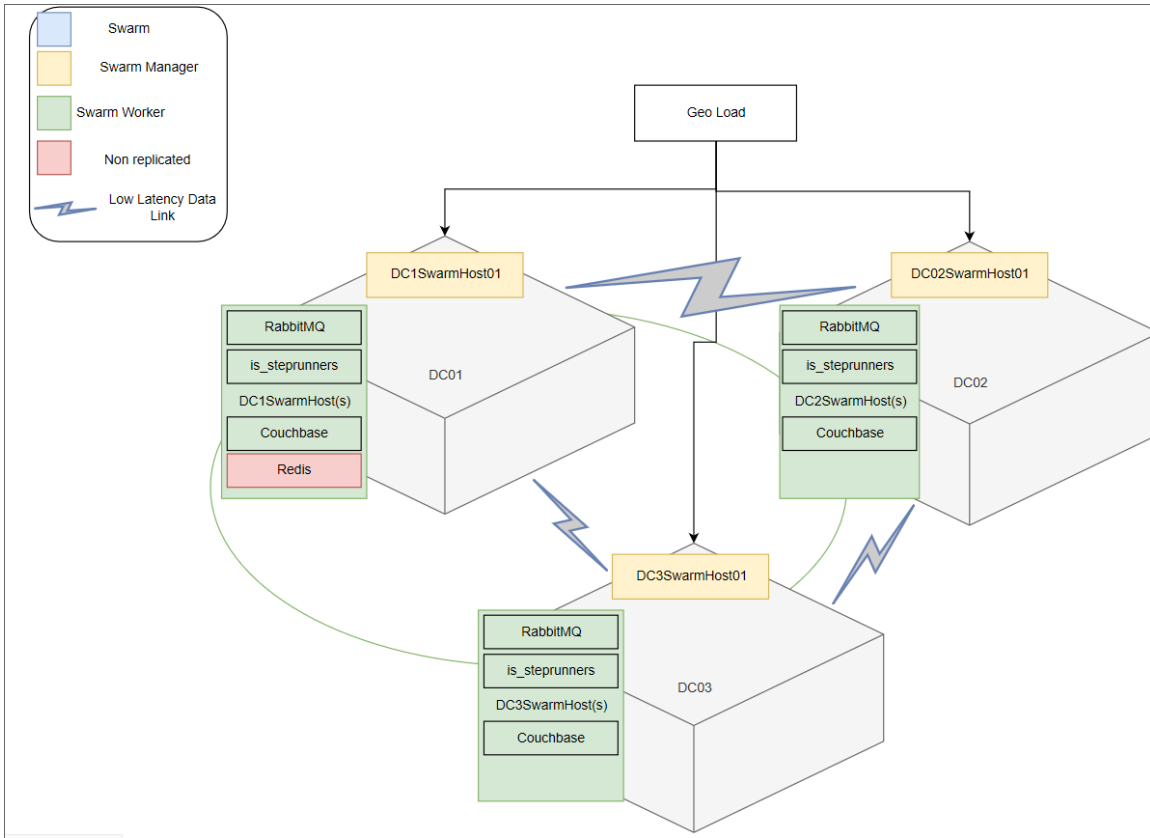 Swarm
Swarm Manager
Swarm Worker
Non replicated
Low Latency Data
Link
Geo Load
DC1SwarmHost01
DC02SwarmHost01
RabbitMQ
is_steprunners
DC1SwarmHost(s)
Couchbase
Redis
DC01
RabbitMQ
is_steprunners
DC2SwarmHost(s)
Couchbase
DC02
DC3SwarmHost01
RabbitMQ
is_steprunners
DC3SwarmHost(s)
Couchbase
DC03